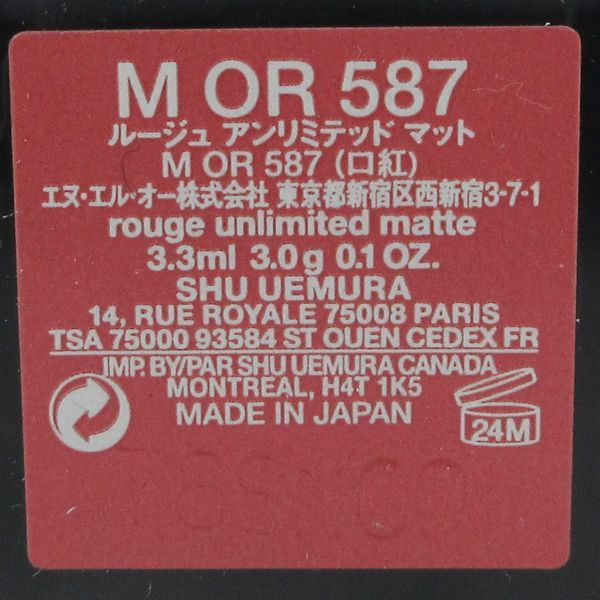 M OR 587
ルージュ アンリミテッド マット
M OR 587 (口紅)
エヌ・エル・オー株式会社 東京都新宿区西新宿3-7-1
rouge unlimited matte
3.3ml 3.0g 0.1 OZ.
SHU UEMURA
14, RUE ROYALE 75008 PARIS
TSA 75000 93584 ST OUEN CEDEX FR
IMP. BY/PAR SHU UEMURA CANADA
MONTREAL, H4T 1K5
MADE IN JAPAN
24M